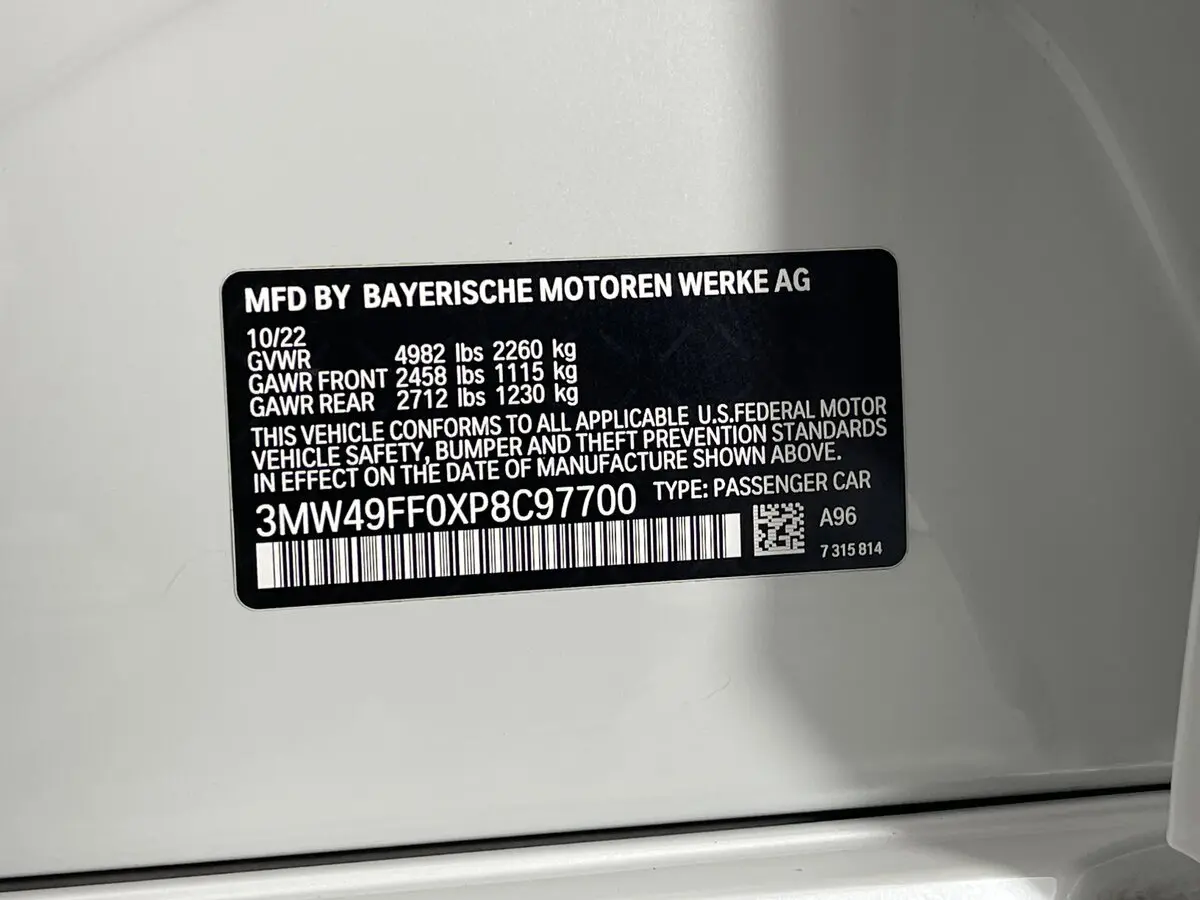 MFD BY BAYERISCHE MOTOREN WERKE AG
10/22
GVWR 4982 lbs 2260 kg
GAWR FRONT 2458 lbs 1115 kg
GAWR REAR 2712 lbs 1230 kg
THIS VEHICLE CONFORMS TO ALL APPLICABLE U.S.FEDERAL MOTOR
VEHICLE SAFETY, BUMPER AND THEFT PREVENTION STANDARDS
IN EFFECT ON THE DATE OF MANUFACTURE SHOWN ABOVE.
3MW49FF0XP8C97700 TYPE: PASSENGER CAR
A96
7 315 814